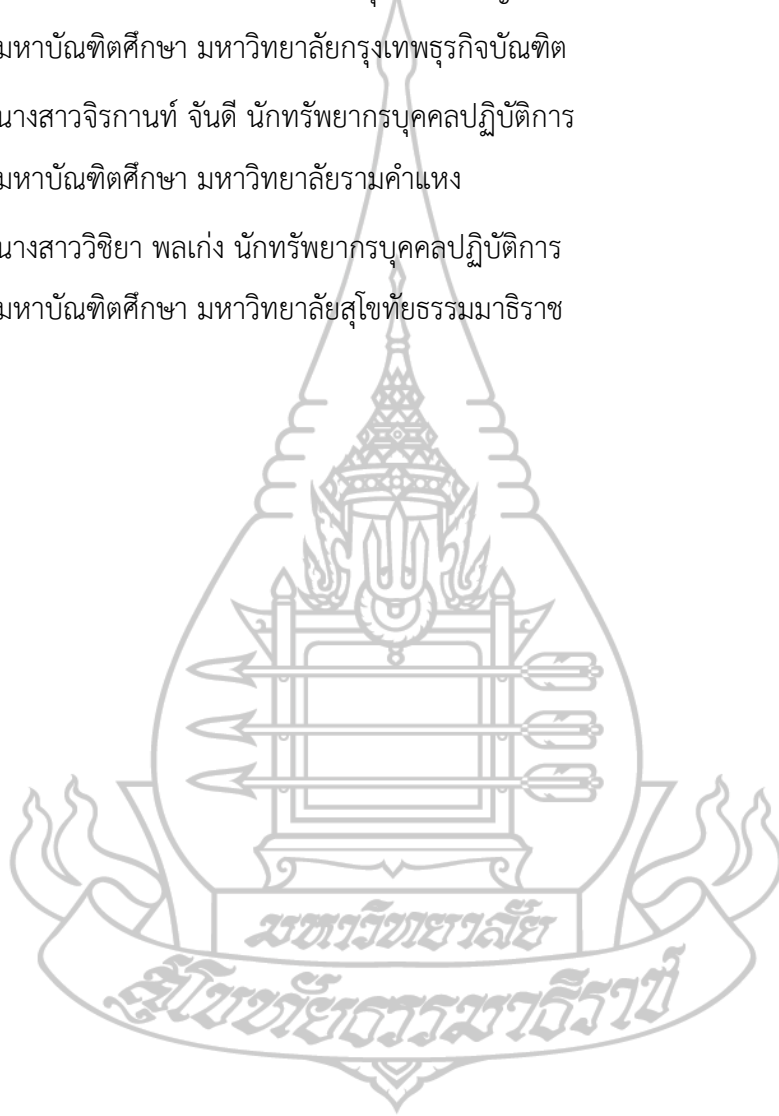 มหาบัณฑิตศึกษา มหาวิทยาลัยกรุงเทพธุรกิจบัณฑิต
นางสาวจิรกานท์ จันดี นักทรัพยากรบุคคลปฏิบัติการ
มหาบัณฑิตศึกษา มหาวิทยาลัยรามคำแหง
นางสาววิชิยา พลเก่ง นักทรัพยากรบุคคลปฏิบัติการ
มหาบัณฑิตศึกษา มหาวิทยาลัยสุโขทัยธรรมมาธิราช
มหาวิทยาลัย
สุโขทัยธรรมาธิราช